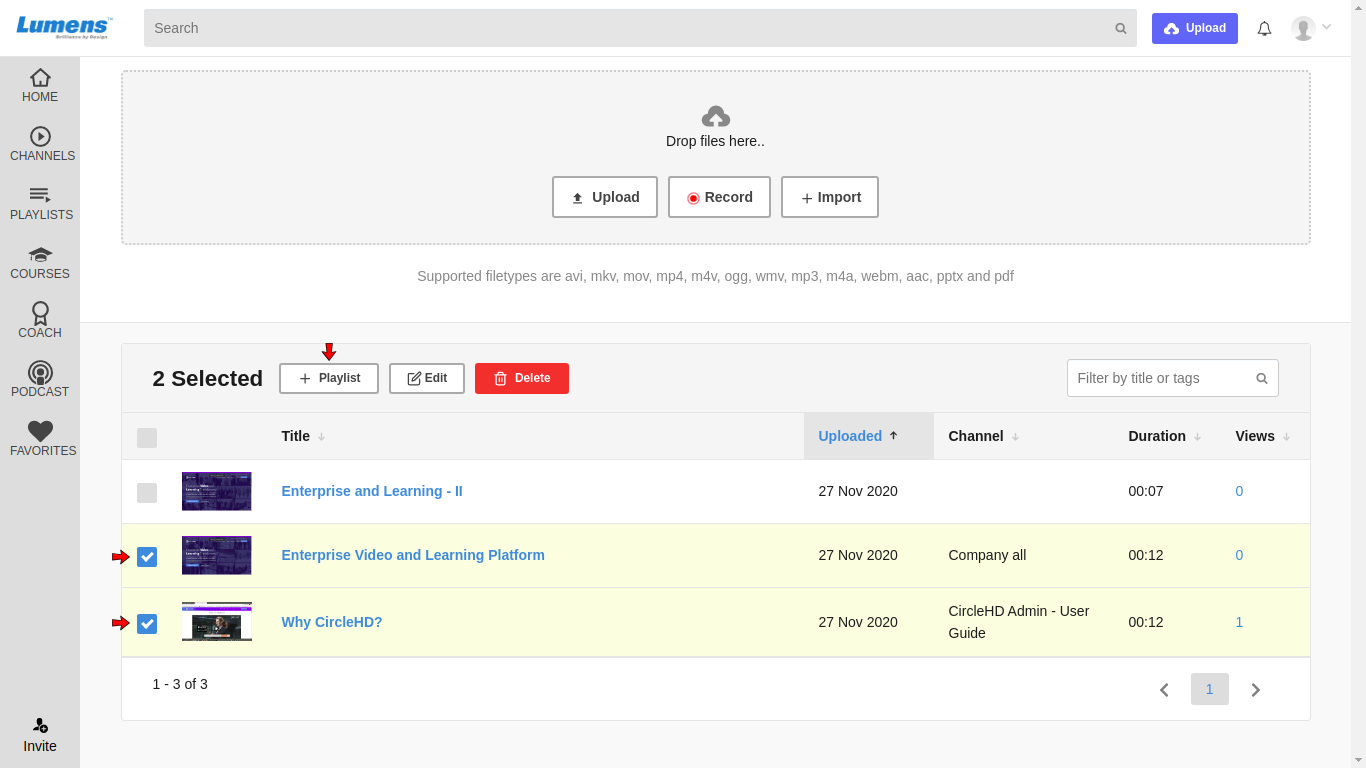 Lumens™
Brilliance by Design
Search
Upload
HOME
CHANNELS
PLAYLISTS
COURSES
COACH
PODCAST
FAVORITES
Invite
Drop files here..
Upload
Record
Import
Supported filetypes are avi, mkv, mov, mp4, m4v, ogg, wmv, mp3, m4a, webm, aac, pptx and pdf
2 Selected
Playlist
Edit
Delete
Filter by title or tags
Title Uploaded Channel Duration Views
Enterprise and Learning - II 27 Nov 2020 00:07 0
Enterprise Video and Learning Platform 27 Nov 2020 Company all 00:12 0
Why CircleHD? 27 Nov 2020 CircleHD Admin - User 00:12 1
Guide
1 - 3 of 3
1